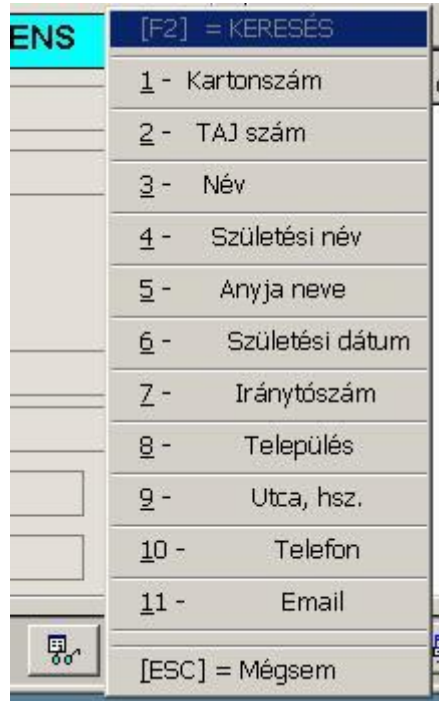 ENS
[F2] = KERESÉS
1 - Kartonszám
2 - TAJ szám
3 - Név
4 - Születési név
5 - Anyja neve
6 - Születési dátum
7 - Iránytószám
8 - Település
9 - Utca, hsz.
10 - Telefon
11 - Email
[ESC] = Mégsem